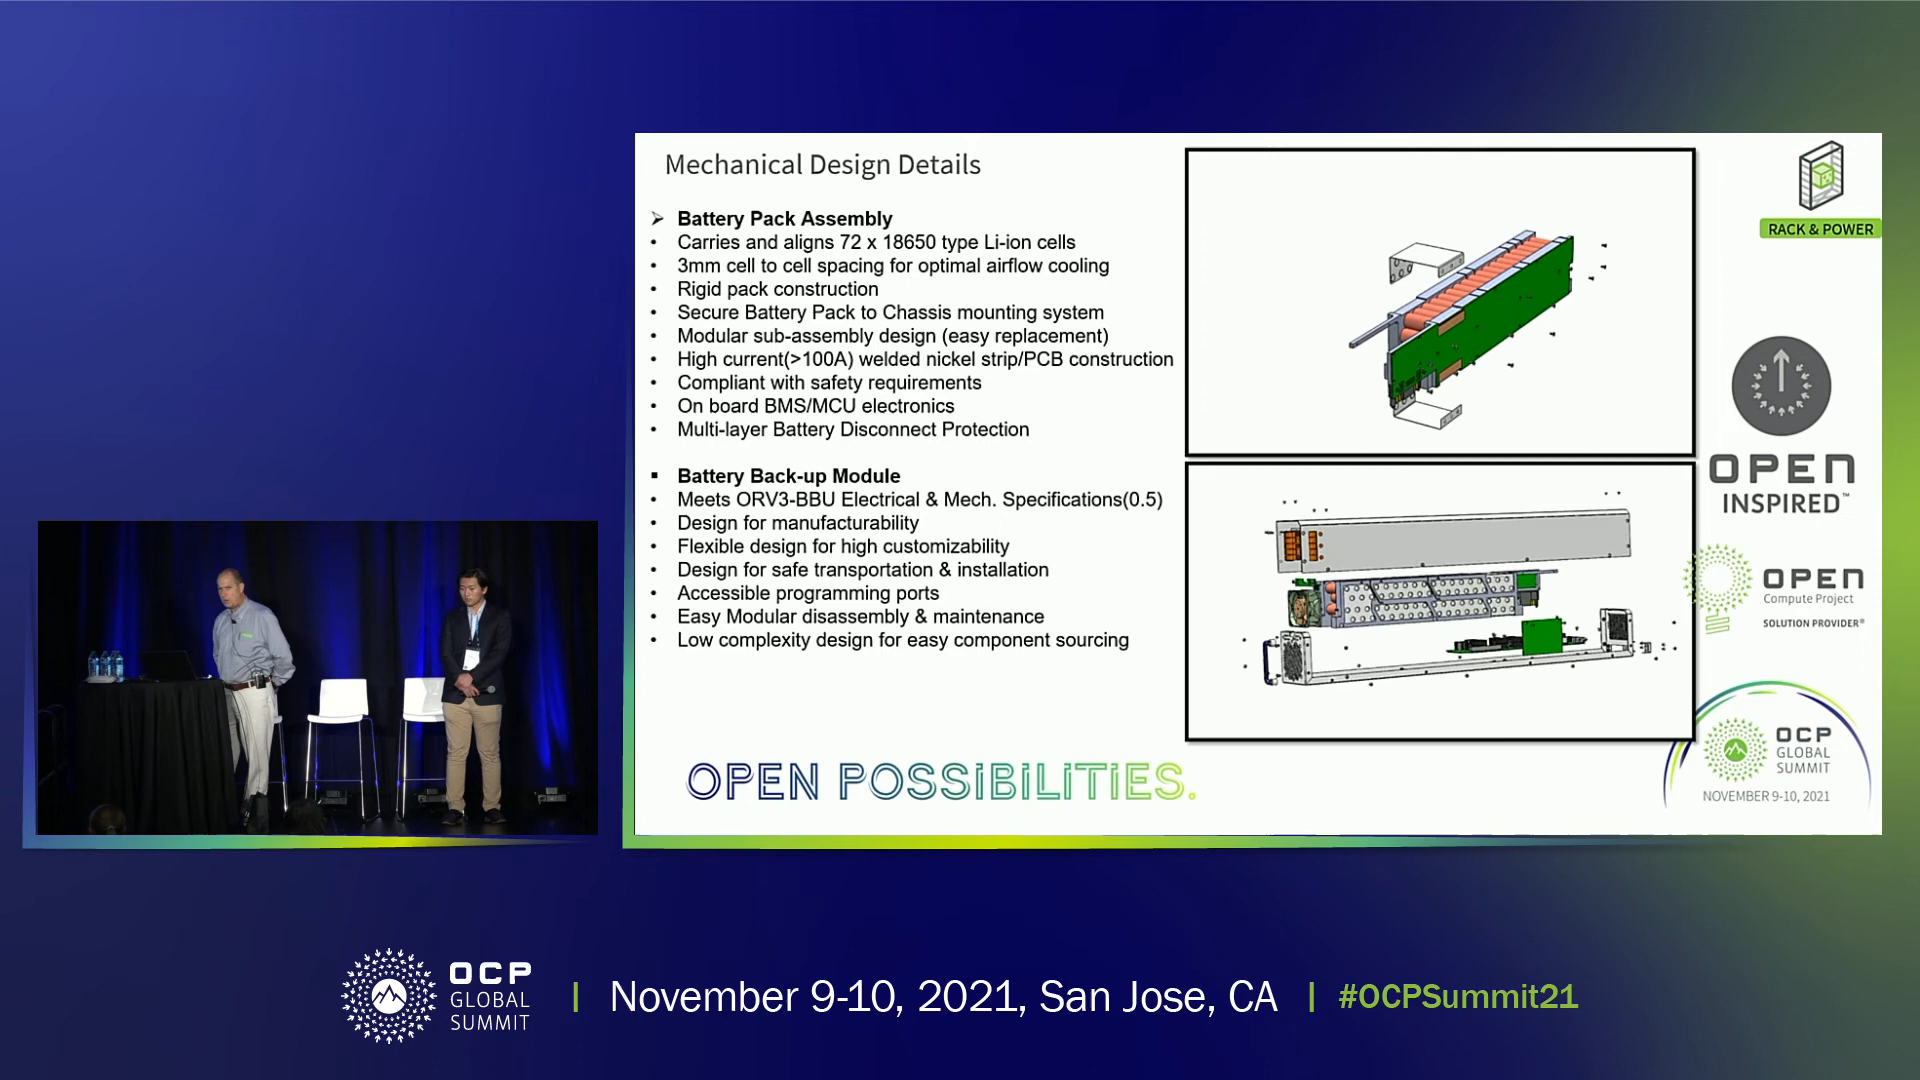 Mechanical Design Details
Battery Pack Assembly
Carries and aligns 72 x 18650 type Li-ion cells
3mm cell to cell spacing for optimal airflow cooling
Rigid pack construction
Secure Battery Pack to Chassis mounting system
Modular sub-assembly design (easy replacement)
High current(>100A) welded nickel strip/PCB construction
Compliant with safety requirements
On board BMS/MCU electronics
Multi-layer Battery Disconnect Protection
Battery Back-up Module
Meets ORV3-BBU Electrical & Mech. Specifications(0.5)
Design for manufacturability
Flexible design for high customizability
Design for safe transportation & installation
Accessible programming ports
Easy Modular disassembly & maintenance
Low complexity design for easy component sourcing
OPEN POSSIBILITIES.
RACK & POWER
OPEN
INSPIRED™
OPEN
Compute Project
SOLUTION PROVIDER®
OCP
GLOBAL
SUMMIT
NOVEMBER 9-10, 2021
OCP
GLOBAL
SUMMIT
| November 9-10, 2021, San Jose, CA | #OCPSummit21